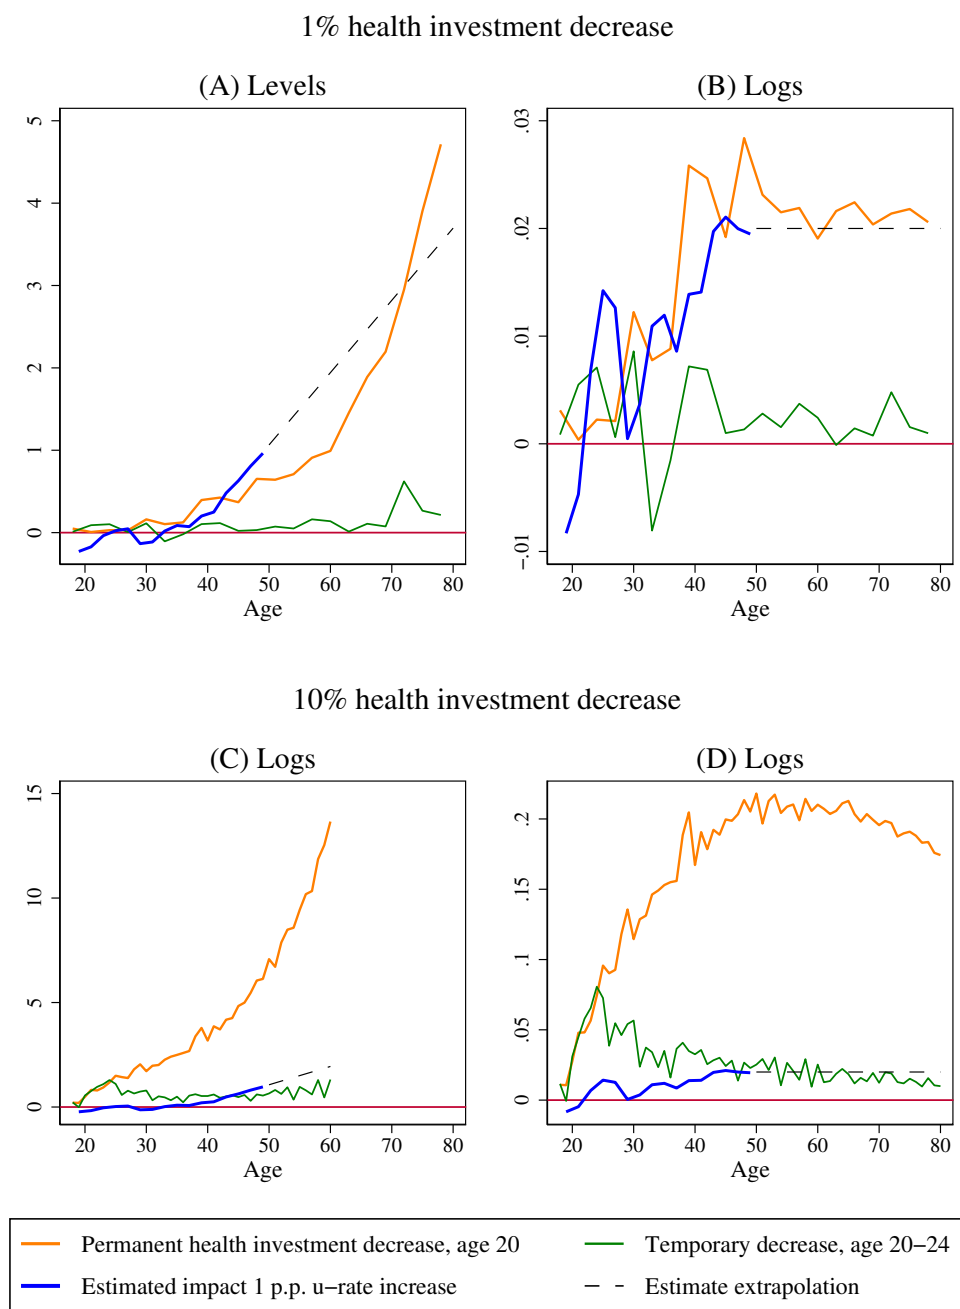 1% health investment decrease
(A) Levels
(B) Logs
5
4
3
2
1
0
20 30 40 50 60 70 80
Age
.03
.02
.01
0
−.01
20 30 40 50 60 70 80
Age
10% health investment decrease
(C) Logs
(D) Logs
15
10
5
0
20 30 40 50 60 70 80
Age
.2
.15
.1
.05
0
20 30 40 50 60 70 80
Age
Permanent health investment decrease, age 20
Temporary decrease, age 20−24
Estimated impact 1 p.p. u−rate increase
Estimate extrapolation